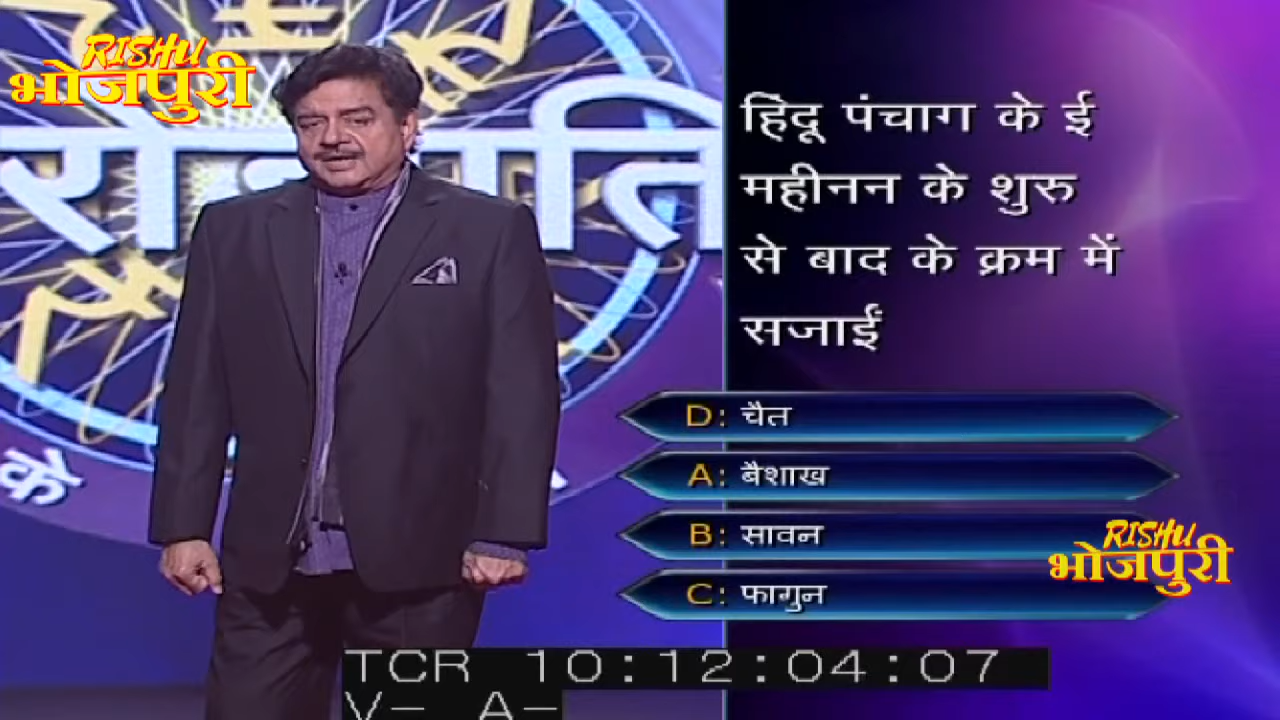 RISHU
भोजपुरी
के
हिंदू पंचाग के ई
महीनन के शुरु
से बाद के क्रम में
सजाईं
D: चैत
A: बैशाख
B: सावन
C: फागुन
RISHU
भोजपुरी
TCR 10:12:04:07
V– A–